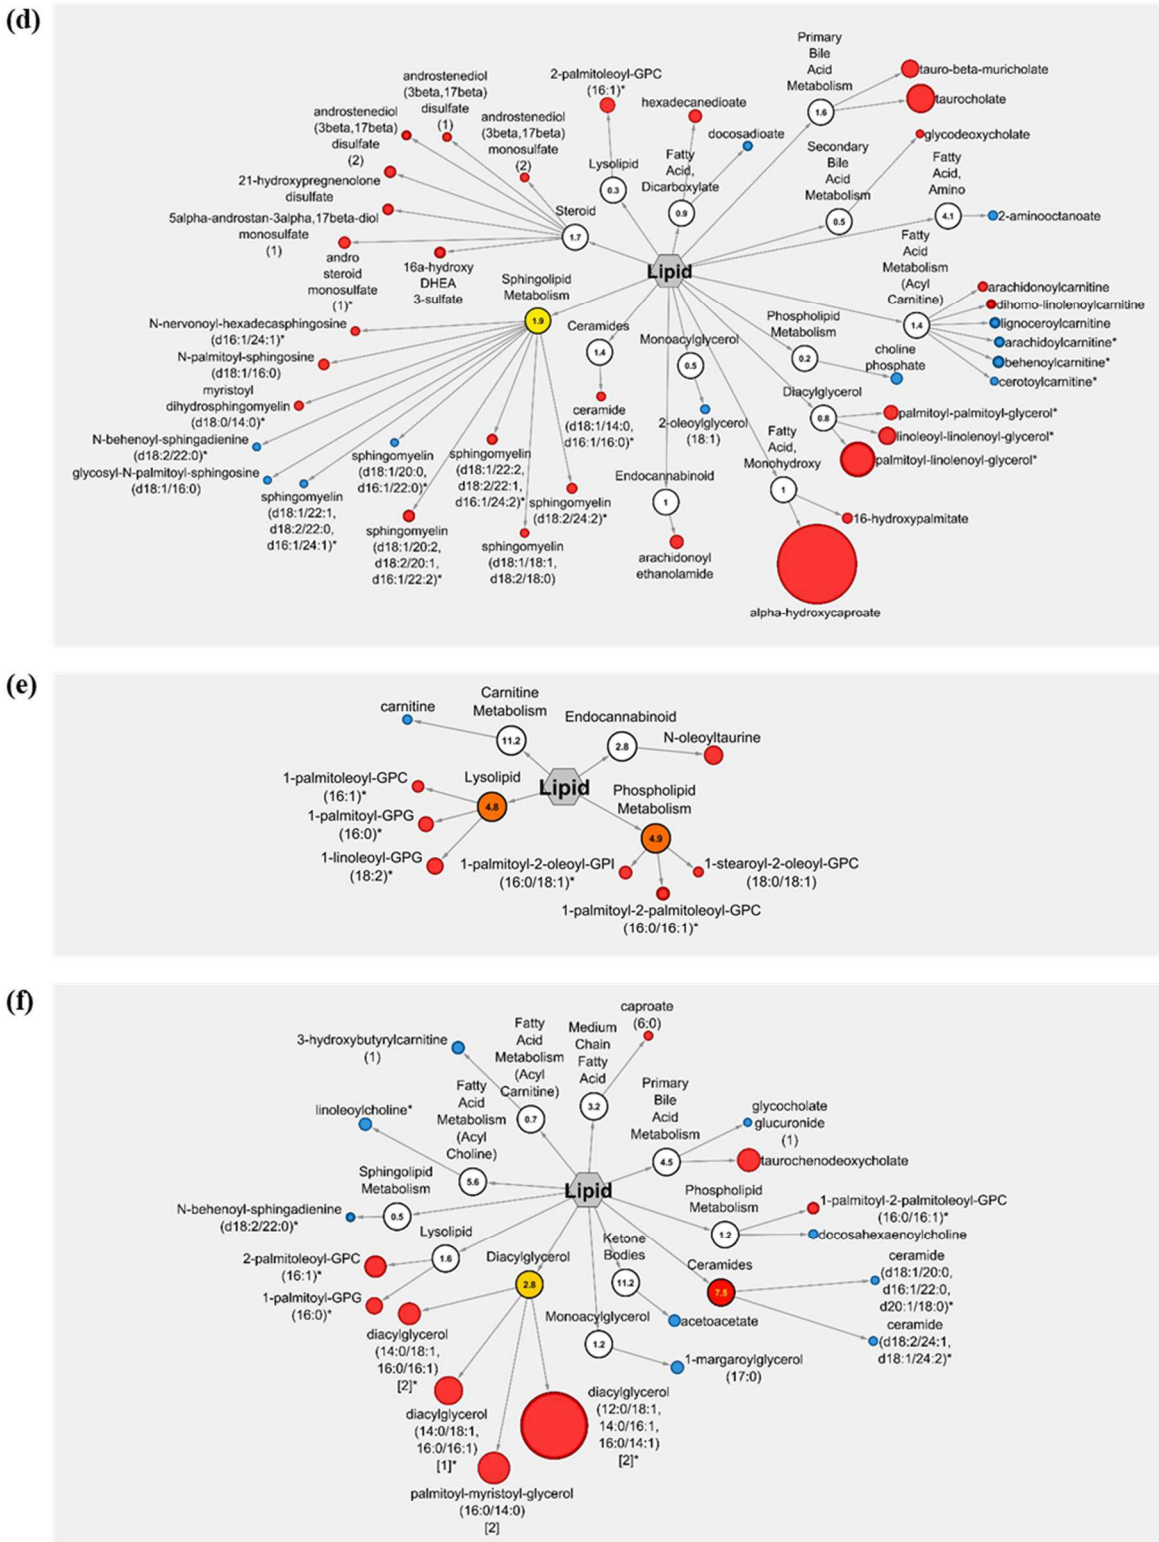 (d)
Primary
Bile
Acid
Metabolism
1.6
tauro-beta-muricholate
taurocholate
Secondary
Bile
Acid
Metabolism
0.5
glycodeoxycholate
Fatty
Acid,
Amino
4.1
2-aminooctanoate
2-palmitoleoyl-GPC
(16:1)*
Lysolipid
0.3
hexadecanedioate
docosadioate
Fatty
Acid,
Dicarboxylate
0.9
androstenediol
(3beta,17beta)
disulfate
(1)
androstenediol
(3beta,17beta)
disulfate
(2)
androstenediol
(3beta,17beta)
monosulfate
(2)
21-hydroxypregnenolone
disulfate
5alpha-androstan-3alpha,17beta-diol
monosulfate
(1)
andro
steroid
monosulfate
(1)*
16a-hydroxy
DHEA
3-sulfate
Steroid
1.7
Lipid
Fatty
Acid
Metabolism
(Acyl
Carnitine)
1.4
arachidonoylcarnitine
dihomo-linolenoylcarnitine
lignoceroylcarnitine
arachidoylcarnitine*
behenoylcarnitine*
cerotoylcarnitine*
Sphingolipid
Metabolism
1.9
N-nervonoyl-hexadecasphingosine
(d16:1/24:1)*
N-palmitoyl-sphingosine
(d18:1/16:0)
myristoyl
dihydrosphingomyelin
(d18:0/14:0)*
N-behenoyl-sphingadienine
(d18:2/22:0)*
glycosyl-N-palmitoyl-sphingosine
(d18:1/16:0)
sphingomyelin
(d18:1/22:1,
d18:2/22:0,
d16:1/24:1)*
sphingomyelin
(d18:1/20:0,
d16:1/22:0)*
sphingomyelin
(d18:1/20:2,
d18:2/20:1,
d16:1/22:2)*
sphingomyelin
(d18:1/22:2,
d18:2/22:1,
d16:1/24:2)*
sphingomyelin
(d18:1/18:1,
d18:2/18:0)
sphingomyelin
(d18:2/24:2)*
Ceramides
1.4
ceramide
(d18:1/14:0,
d16:1/16:0)*
Monoacylglycerol
0.5
2-oleoylglycerol
(18:1)
Phospholipid
Metabolism
0.2
choline
phosphate
Diacylglycerol
0.8
palmitoyl-palmitoyl-glycerol*
linoleoyl-linolenoyl-glycerol*
palmitoyl-linolenoyl-glycerol*
Endocannabinoid
1
arachidonoyl
ethanolamide
Fatty
Acid,
Monohydroxy
1
16-hydroxypalmitate
alpha-hydroxycaproate
(e)
carnitine
Carnitine
Metabolism
11.2
Endocannabinoid
2.8
N-oleoyltaurine
Lipid
Lysolipid
4.8
1-palmitoleoyl-GPC
(16:1)*
1-palmitoyl-GPG
(16:0)*
1-linoleoyl-GPG
(18:2)*
Phospholipid
Metabolism
4.9
1-palmitoyl-2-oleoyl-GPI
(16:0/18:1)*
1-stearoyl-2-oleoyl-GPC
(18:0/18:1)
1-palmitoyl-2-palmitoleoyl-GPC
(16:0/16:1)*
(f)
3-hydroxybutyrylcarnitine
(1)
Fatty
Acid
Metabolism
(Acyl
Carnitine)
0.7
Medium
Chain
Fatty
Acid
3.2
caproate
(6:0)
linoleoylcholine*
Fatty
Acid
Metabolism
(Acyl
Choline)
5.6
Primary
Bile
Acid
Metabolism
4.5
glycocholate
glucuronide
(1)
taurochenodeoxycholate
Lipid
Sphingolipid
Metabolism
0.5
N-behenoyl-sphingadienine
(d18:2/22:0)*
Phospholipid
Metabolism
1.2
1-palmitoyl-2-palmitoleoyl-GPC
(16:0/16:1)*
docosahexaenoylcholine
Lysolipid
1.6
2-palmitoleoyl-GPC
(16:1)*
1-palmitoyl-GPG
(16:0)*
Diacylglycerol
2.8
diacylglycerol
(14:0/18:1,
16:0/16:1)
[2]*
diacylglycerol
(14:0/18:1,
16:0/16:1)
[1]*
palmitoyl-myristoyl-glycerol
(16:0/14:0)
[2]
diacylglycerol
(12:0/18:1,
14:0/16:1,
16:0/14:1)
[2]*
Ketone
Bodies
11.2
acetoacetate
Monoacylglycerol
1.2
1-margaroylglycerol
(17:0)
Ceramides
7.5
ceramide
(d18:1/20:0,
d16:1/22:0,
d20:1/18:0)*
ceramide
(d18:2/24:1,
d18:1/24:2)*